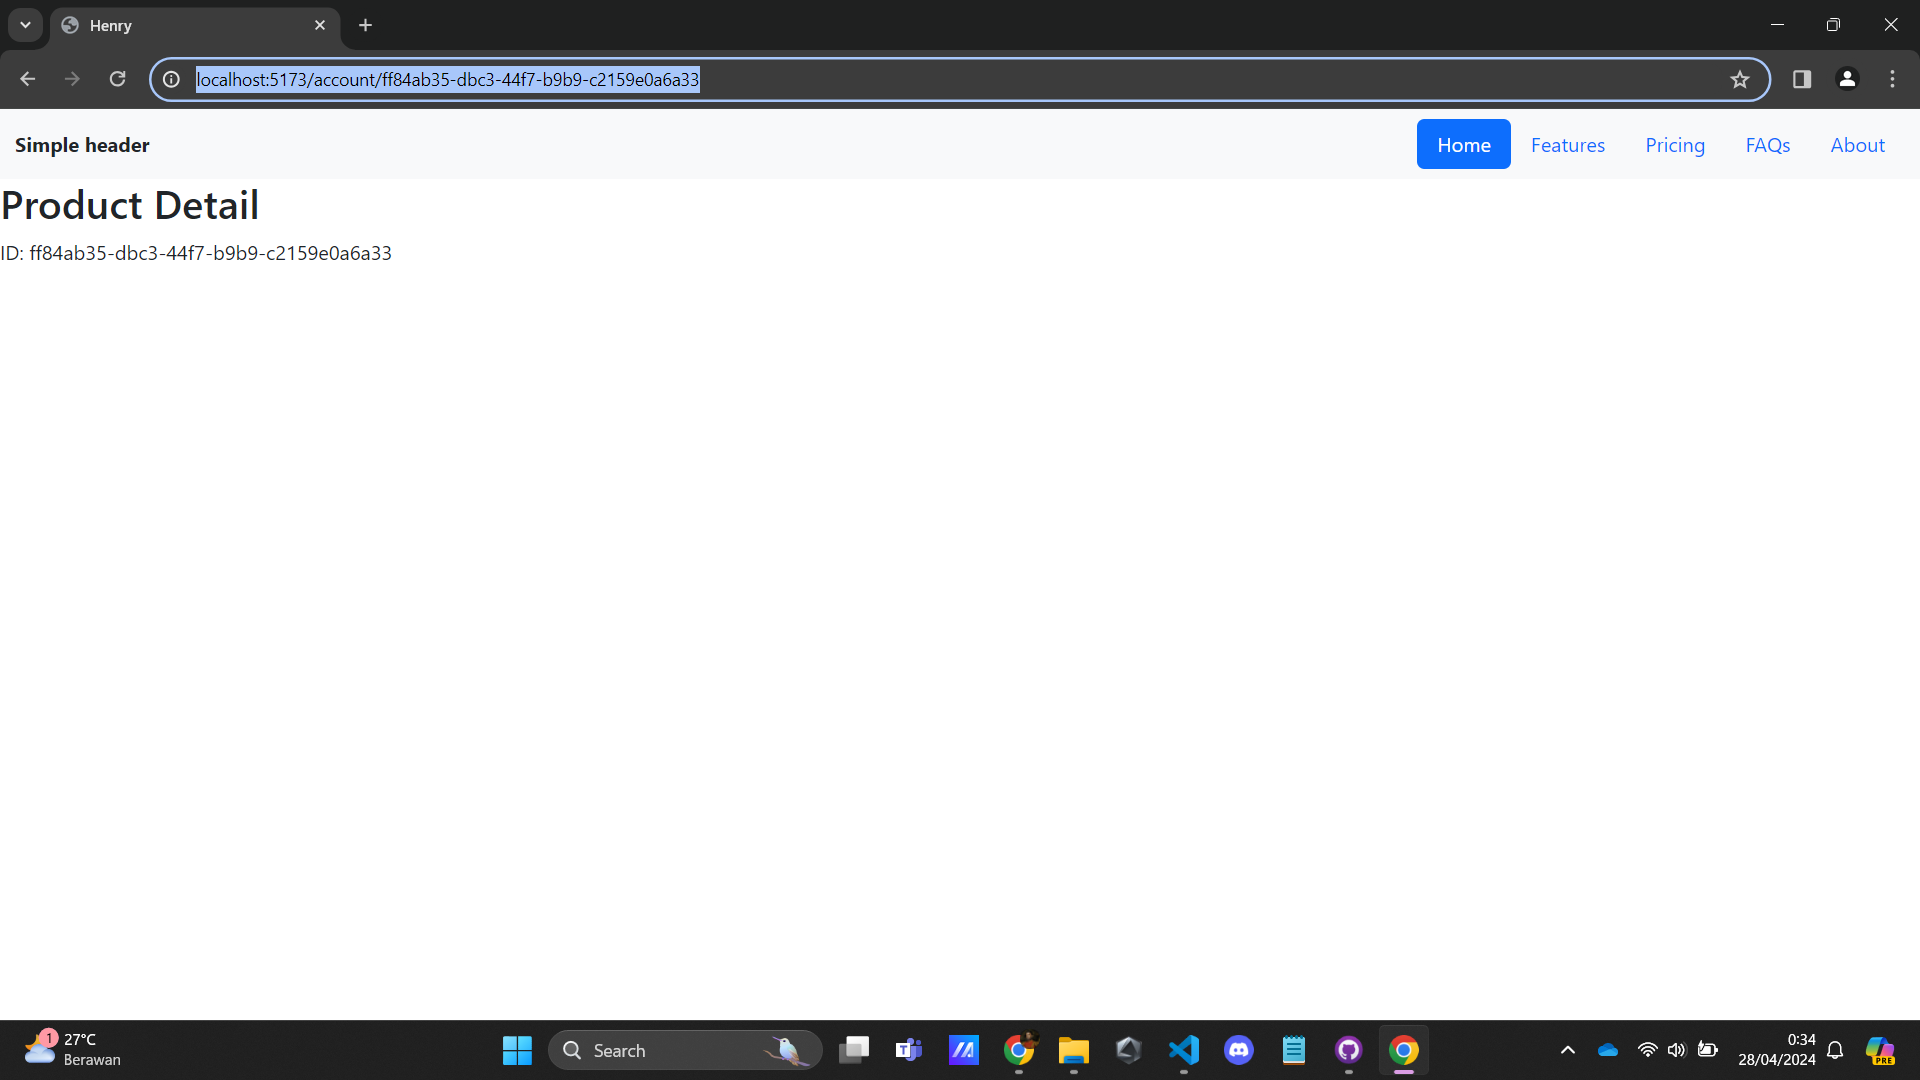 Henry
localhost:5173/account/ff84ab35-dbc3-44f7-b9b9-c2159e0a6a33
Simple header
Home Features Pricing FAQs About
Product Detail
ID: ff84ab35-dbc3-44f7-b9b9-c2159e0a6a33
1
27°C
Berawan
Search
T
0:34
28/04/2024
PRE